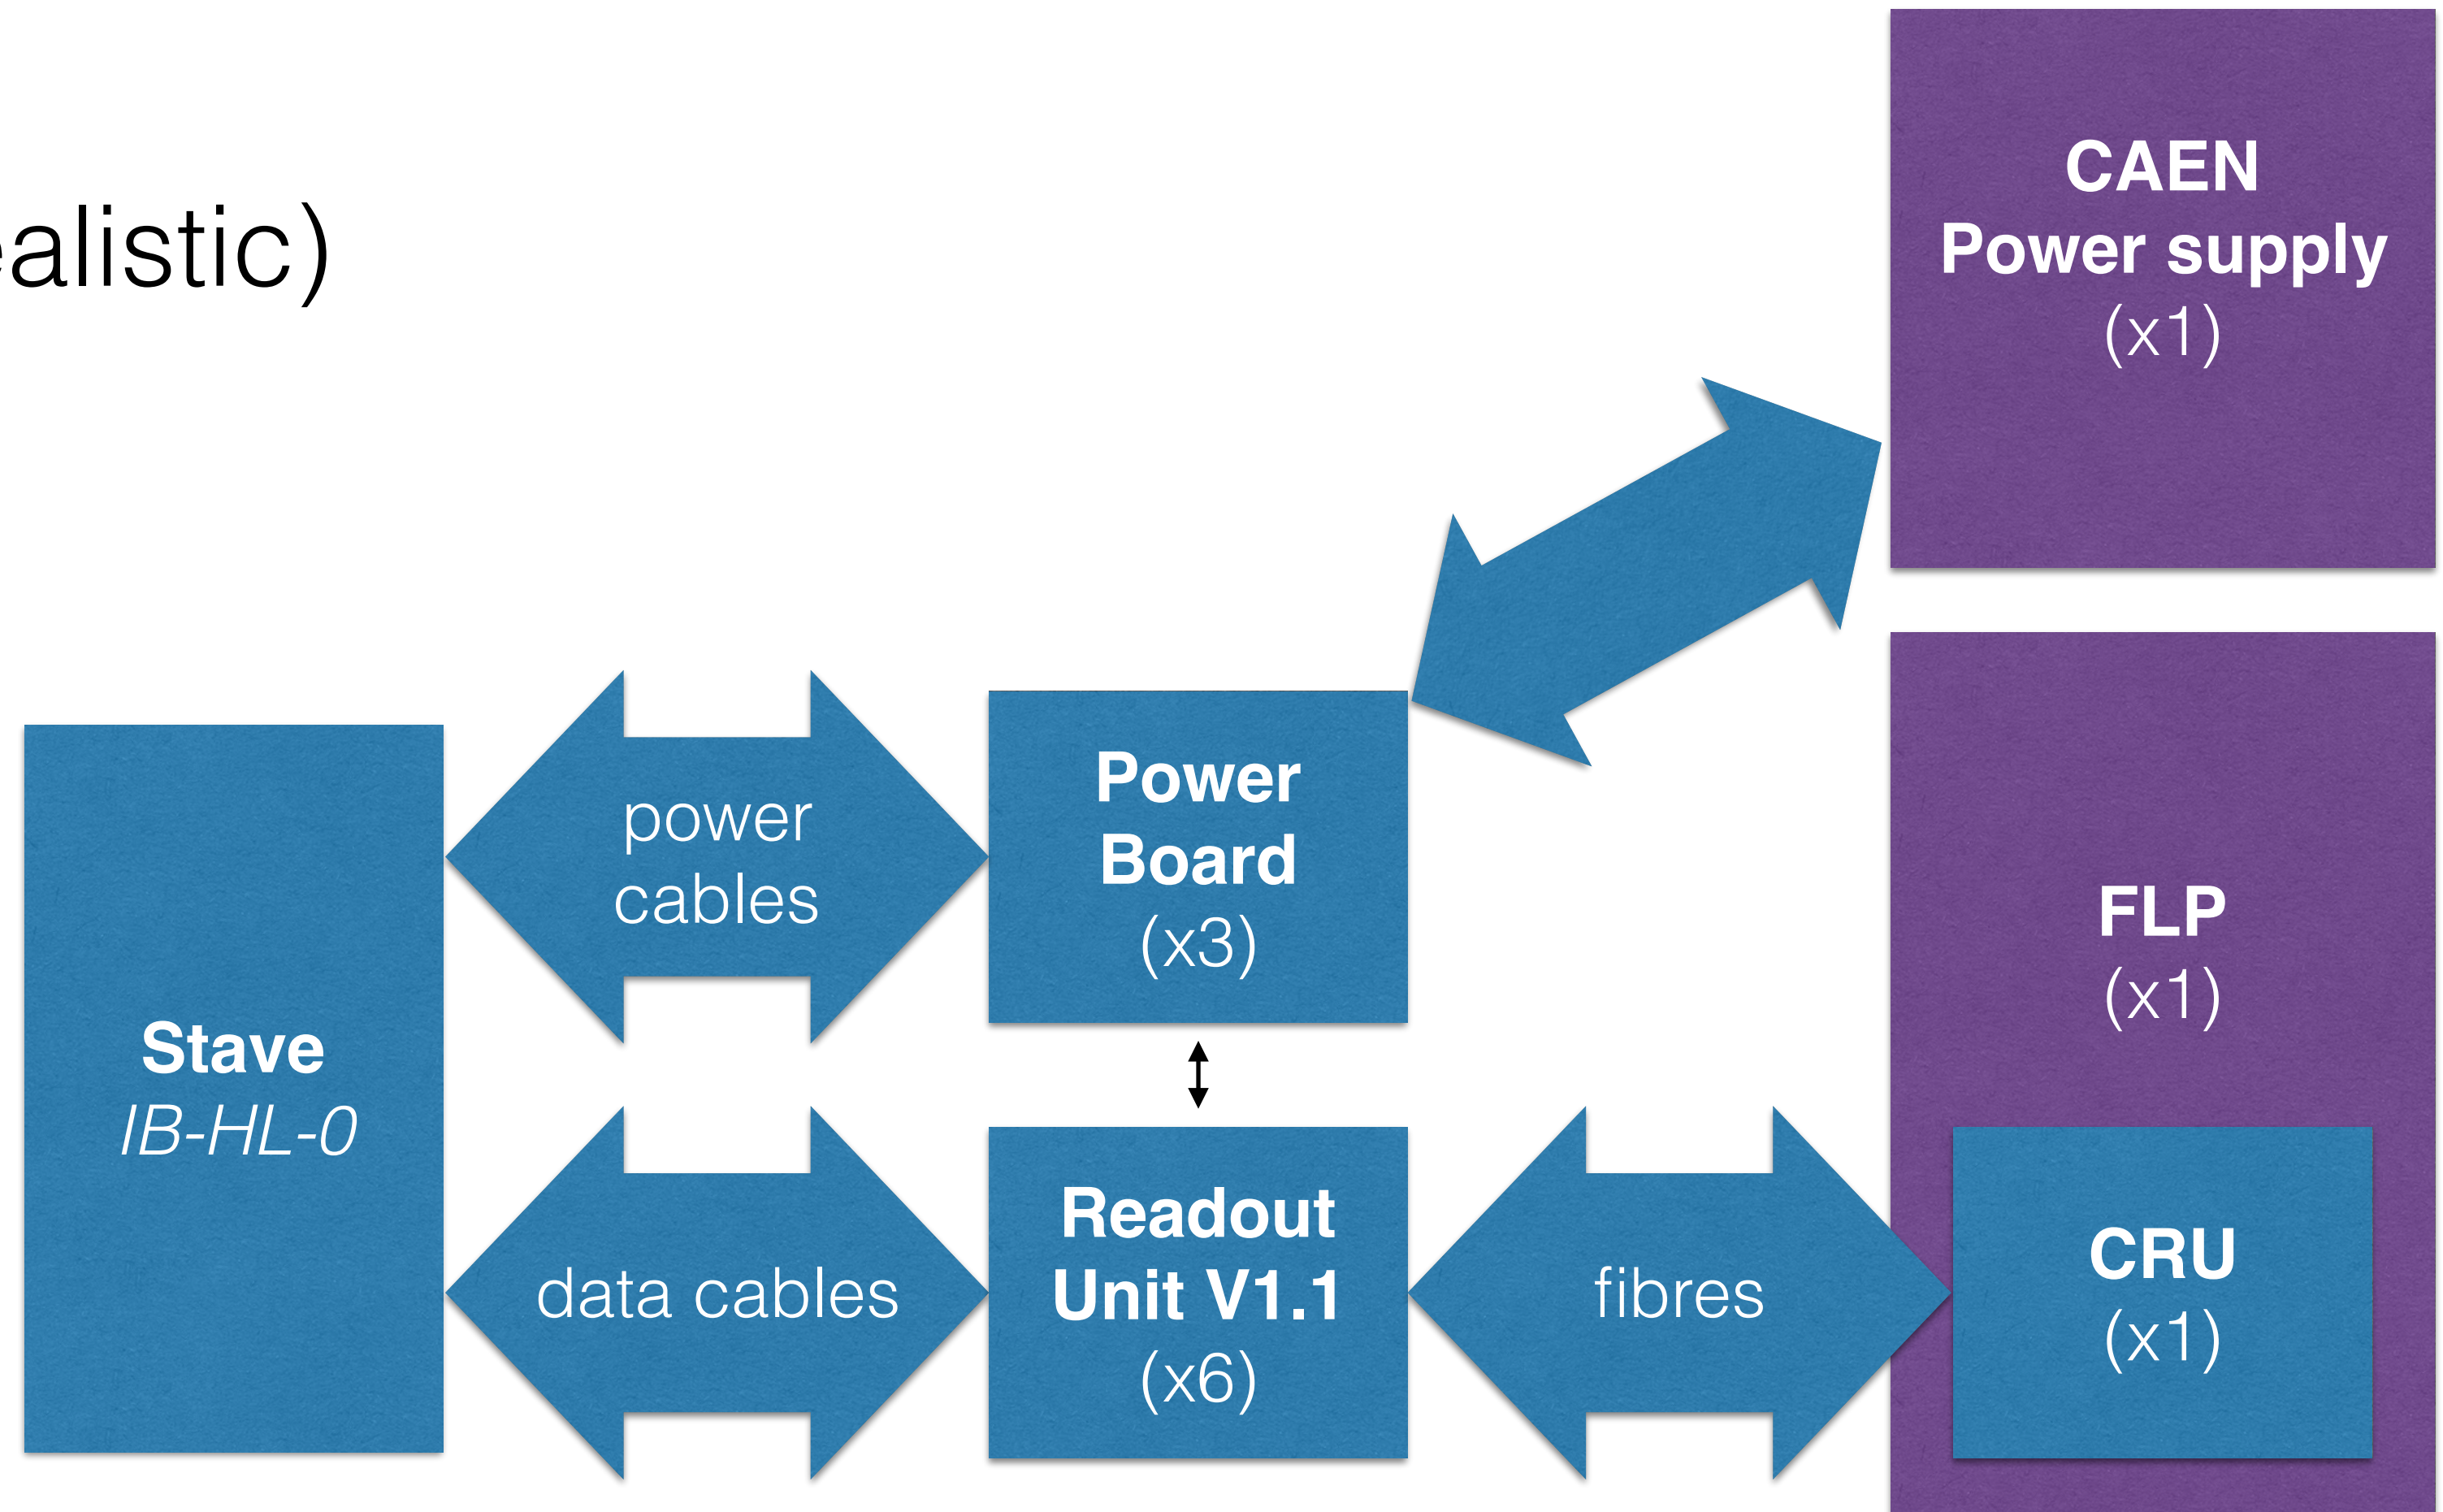 ealistic)
CAEN
Power supply
(x1)
power
cables
Power
Board
(x3)
FLP
(x1)
Stave
IB-HL-0
data cables
Readout
Unit V1.1
(x6)
fibres
CRU
(x1)